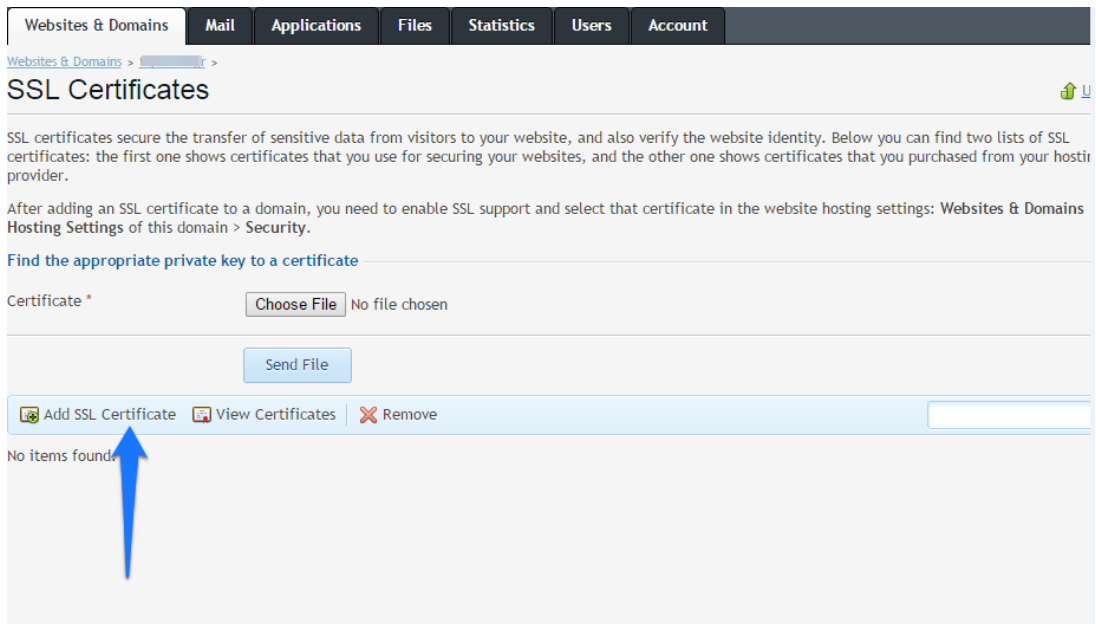 Websites & Domains Mail Applications Files Statistics Users Account
Websites & Domains > >
SSL Certificates
SSL certificates secure the transfer of sensitive data from visitors to your website, and also verify the website identity. Below you can find two lists of SSL
certificates: the first one shows certificates that you use for securing your websites, and the other one shows certificates that you purchased from your
provider.
After adding an SSL certificate to a domain, you need to enable SSL support and select that certificate in the website hosting settings: Websites & Domains
Hosting Settings of this domain > Security.
Find the appropriate private key to a certificate
Certificate *
Choose File No file chosen
Send File
Add SSL Certificate View Certificates Remove
No items found.